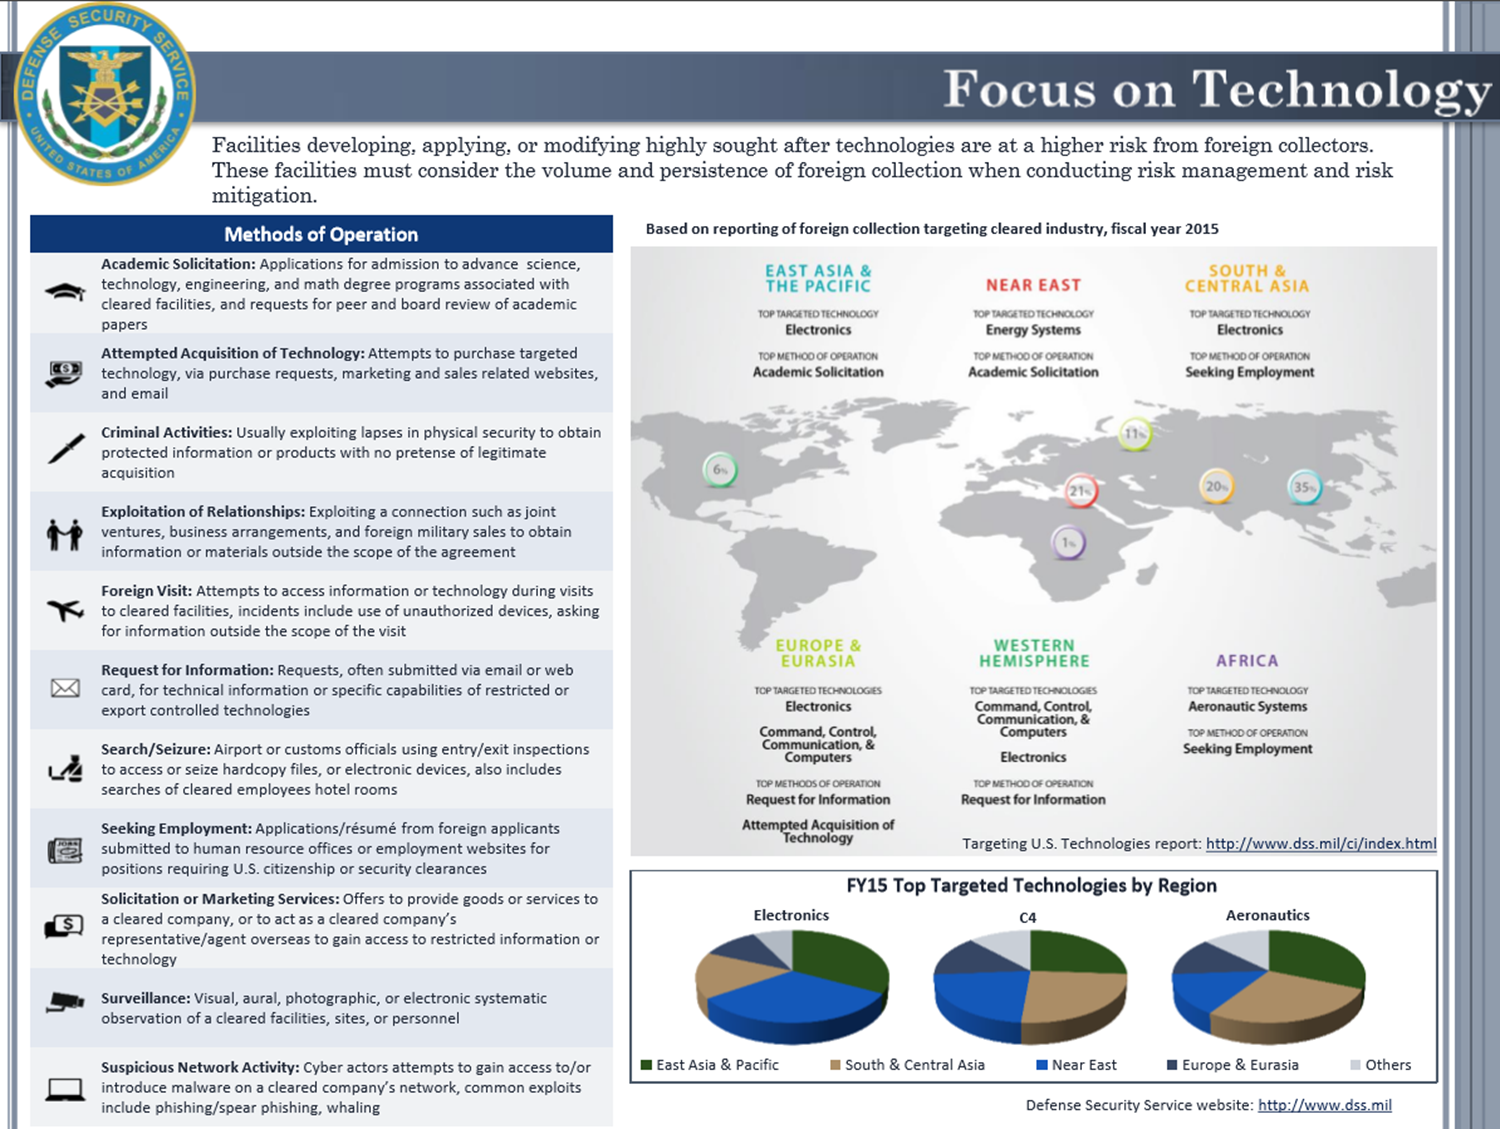 DEFENSE SECURITY SERVICE
UNITED STATES OF AMERICA
Focus on Technology
Facilities developing, applying, or modifying highly sought after technologies are at a higher risk from foreign collectors.
These facilities must consider the volume and persistence of foreign collection when conducting risk management and risk
mitigation.
Methods of Operation
Academic Solicitation: Applications for admission to advance science,
technology, engineering, and math degree programs associated with
cleared facilities, and requests for peer and board review of academic
papers
Attempted Acquisition of Technology: Attempts to purchase targeted
technology, via purchase requests, marketing and sales related websites,
and email
Criminal Activities: Usually exploiting lapses in physical security to obtain
protected information or products with no pretense of legitimate
acquisition
Exploitation of Relationships: Exploiting a connection such as joint
ventures, business arrangements, and foreign military sales to obtain
information or materials outside the scope of the agreement
Foreign Visit: Attempts to access information or technology during visits
to cleared facilities, incidents include use of unauthorized devices, asking
for information outside the scope of the visit
Request for Information: Requests, often submitted via email or web
card, for technical information or specific capabilities of restricted or
export controlled technologies
Search/Seizure: Airport or customs officials using entry/exit inspections
to access or seize hardcopy files, or electronic devices, also includes
searches of cleared employees hotel rooms
JOBS
Seeking Employment: Applications/résumé from foreign applicants
submitted to human resource offices or employment websites for
positions requiring U.S. citizenship or security clearances
$
Solicitation or Marketing Services: Offers to provide goods or services to
a cleared company, or to act as a cleared company's
representative/agent overseas to gain access to restricted information or
technology
Surveillance: Visual, aural, photographic, or electronic systematic
observation of a cleared facilities, sites, or personnel
Suspicious Network Activity: Cyber actors attempts to gain access to/or
introduce malware on a cleared company's network, common exploits
include phishing/spear phishing, whaling
Based on reporting of foreign collection targeting cleared industry, fiscal year 2015
EAST ASIA &
THE PACIFIC
TOP TARGETED TECHNOLOGY
Electronics
TOP METHOD OF OPERATION
Academic Solicitation
NEAR EAST
TOP TARGETED TECHNOLOGY
Energy Systems
TOP METHOD OF OPERATION
Academic Solicitation
SOUTH &
CENTRAL ASIA
TOP TARGETED TECHNOLOGY
Electronics
TOP METHOD OF OPERATION
Seeking Employment
11%
6%
21%
20%
35%
1%
EUROPE &
EURASIA
TOP TARGETED TECHNOLOGIES
Electronics
Command, Control,
Communication, &
Computers
TOP METHODS OF OPERATION
Request for Information
Attempted Acquisition of
Technology
WESTERN
HEMISPHERE
TOP TARGETED TECHNOLOGIES
Command, Control,
Communication, &
Computers
Electronics
TOP METHOD OF OPERATION
Request for Information
AFRICA
TOP TARGETED TECHNOLOGY
Aeronautic Systems
TOP METHOD OF OPERATION
Seeking Employment
Targeting U.S. Technologies report: http://www.dss.mil/ci/index.html
FY15 Top Targeted Technologies by Region
Electronics
C4
Aeronautics
East Asia & Pacific
South & Central Asia
Near East
Europe & Eurasia
Others
Defense Security Service website: http://www.dss.mil